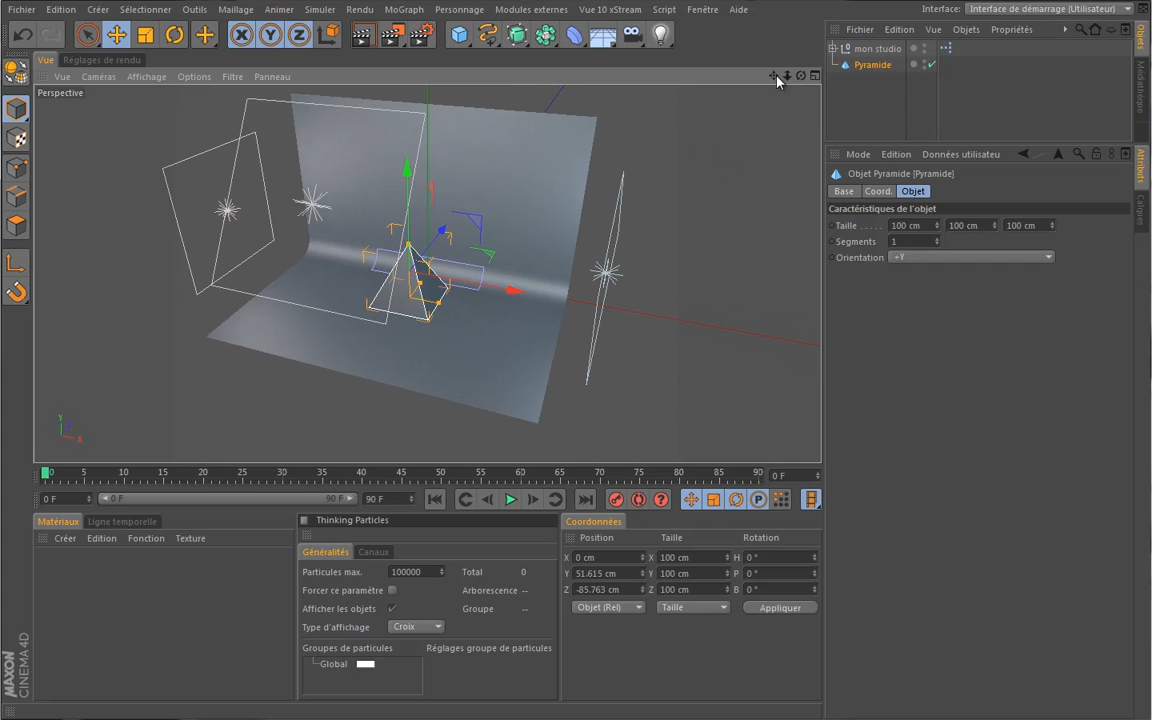 Fichier Edition Créer Sélectionner Outils Maillage Animer Simuler Rendu MoGraph Personnage Modules externes Vue 10 xStream Script Fenêtre Aide Interface: Interface de démarrage (Utilisateur)
Fichier Edition Vue Objets Propriétés
X Y Z
Vue Réglages de rendu
mon studio
Pyramide
Vue Caméras Affichage Options Filtre Panneau
Perspective
Objets
Médiathèque
Mode Edition Données utilisateu
Objet Pyramide [Pyramide]
Base Coord. Objet
Caractéristiques de l'objet
Taille 100 cm 100 cm 100 cm
Segments 1
Orientation +Y
Attributs
Calques
Y
X
0 5 10 15 20 25 30 35 40 45 50 55 60 65 70 75 80 85 90 0 F
0 F 0 F 90 F 90 F
P
Matériaux Ligne temporelle
Créer Edition Fonction Texture
Thinking Particles
Généralités Canaux
Particules max. 100000 Total 0
Forcer ce paramètre Arborescence --
Afficher les objets Groupe --
Type d'affichage Croix
Groupes de particules Réglages groupe de particules
Global
Coordonnées
Position Taille Rotation
X 0 cm X 100 cm H 0 °
Y 51.615 cm Y 100 cm P 0 °
Z -85.763 cm Z 100 cm B 0 °
Objet (Rel) Taille Appliquer
MAXON
CINEMA 4D